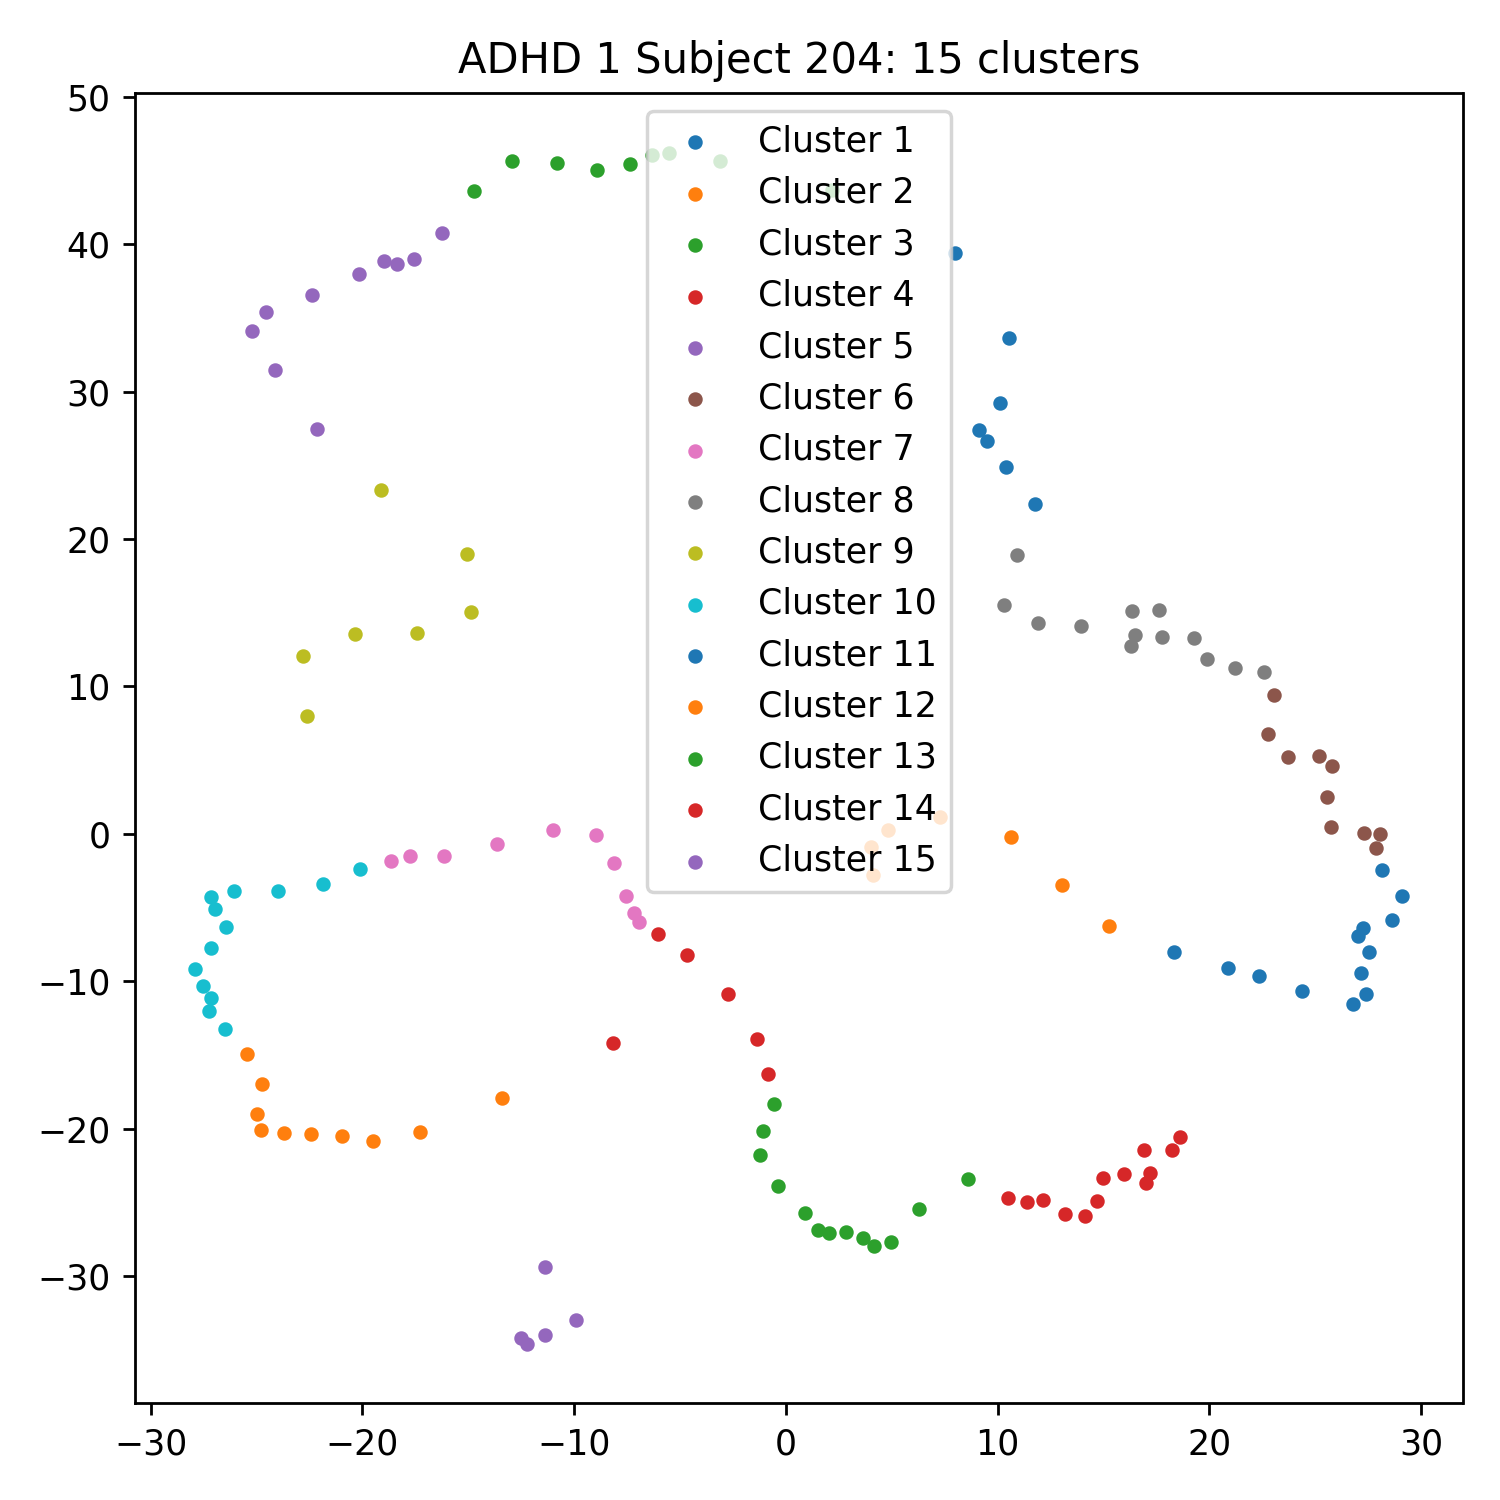 ADHD 1 Subject 204: 15 clusters
50
40
30
20
10
0
−10
−20
−30
Cluster 1
Cluster 2
Cluster 3
Cluster 4
Cluster 5
Cluster 6
Cluster 7
Cluster 8
Cluster 9
Cluster 10
Cluster 11
Cluster 12
Cluster 13
Cluster 14
Cluster 15
−30 −20 −10 0 10 20 30